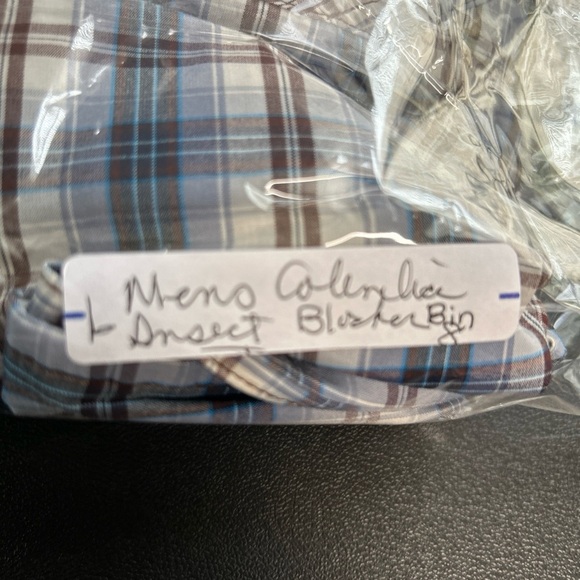 Mens Columbia
L Insect Blocker Bin